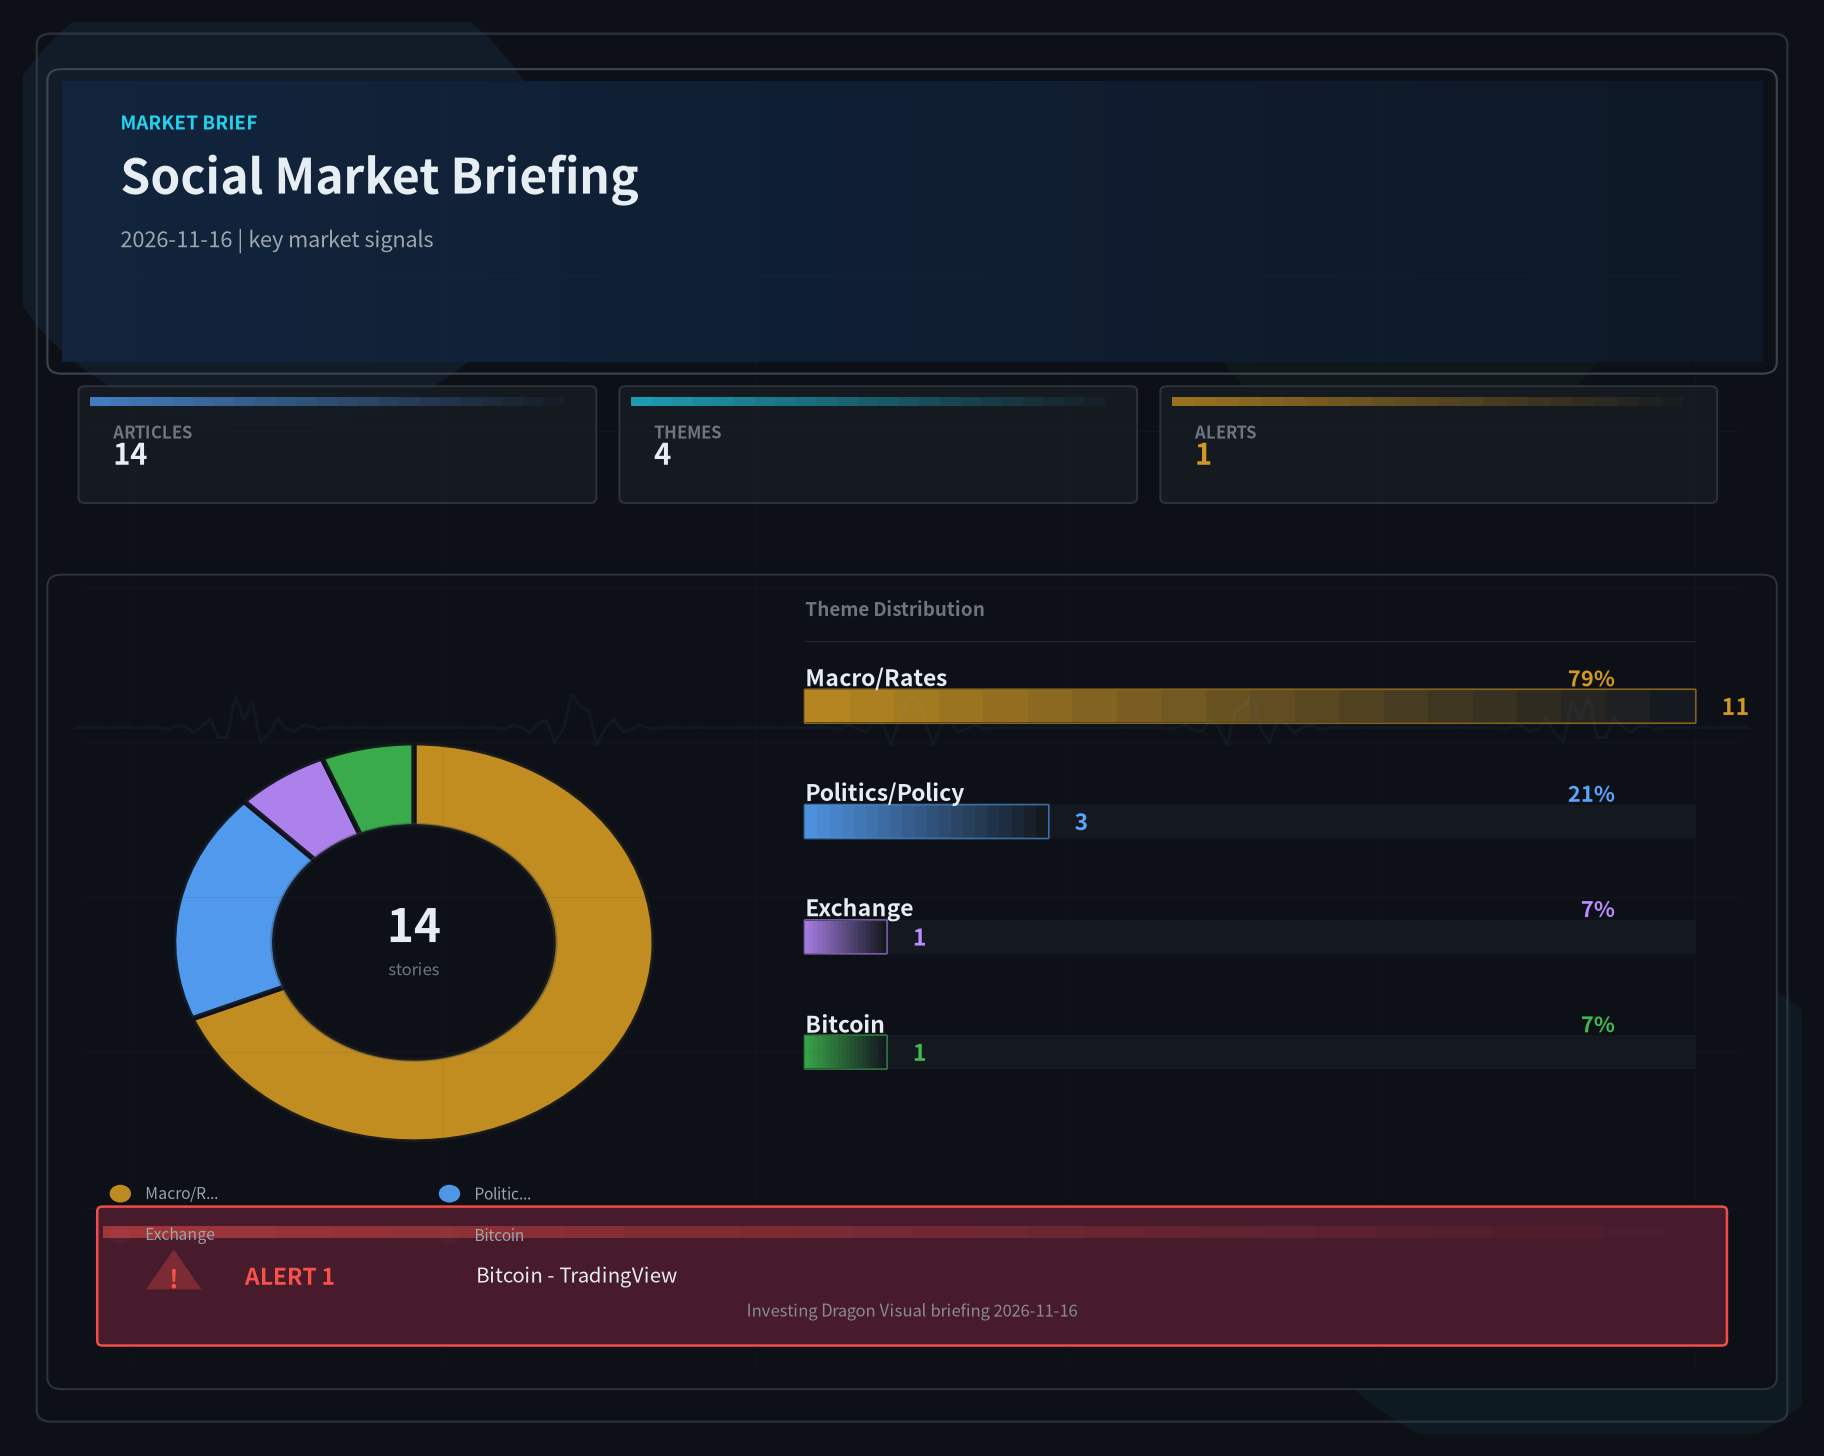 MARKET BRIEF
Social Market Briefing
2026-11-16 | key market signals
ARTICLES
14
THEMES
4
ALERTS
1
Theme Distribution
Macro/Rates
79%
11
Politics/Policy
21%
3
Exchange
7%
1
Bitcoin
7%
1
14
stories
Macro/R...
Politic...
Exchange
Bitcoin
!
ALERT 1
Bitcoin - TradingView
Investing Dragon Visual briefing 2026-11-16